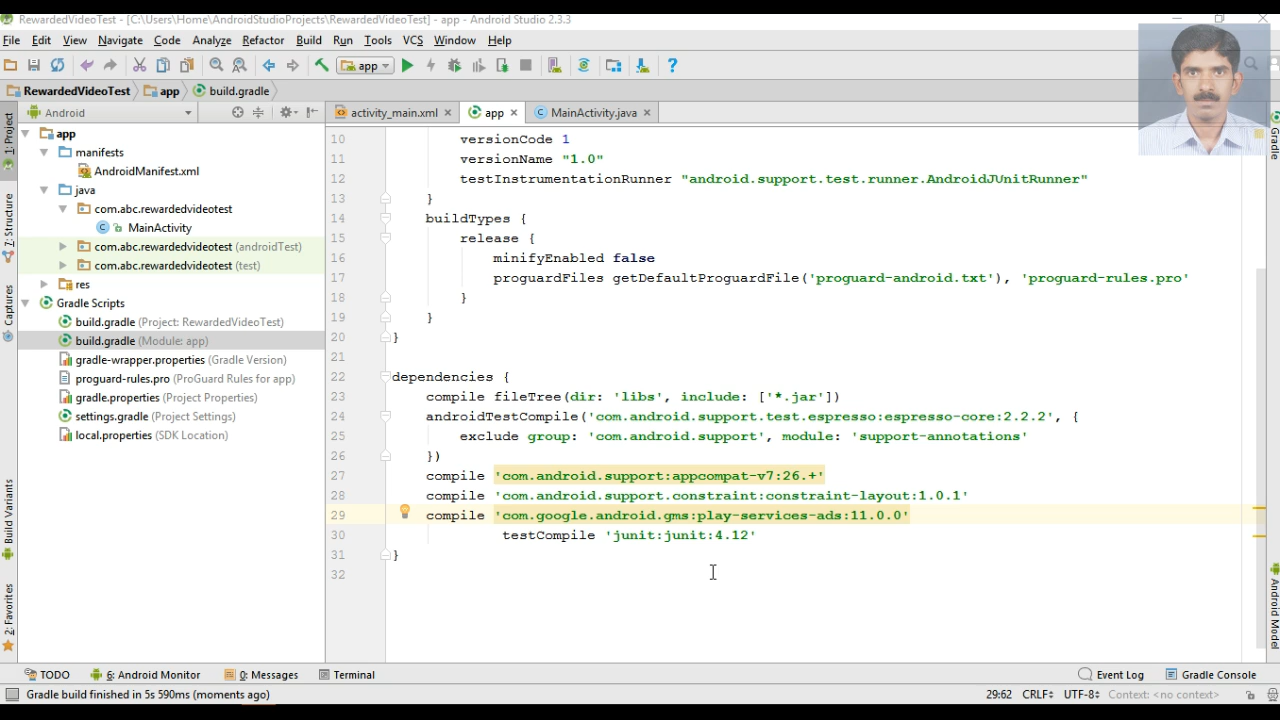 RewardedVideoTest - [C:\Users\Home\AndroidStudioProjects\RewardedVideoTest] - app - Android Studio 2.3.3
File Edit View Navigate Code Analyze Refactor Build Run Tools VCS Window Help
app
RewardedVideoTest app build.gradle
Android
activity_main.xml app MainActivity.java
1: Project
Z: Structure
Captures
Build Variants
2: Favorites
app
manifests
AndroidManifest.xml
java
com.abc.rewardedvideotest
MainActivity
com.abc.rewardedvideotest (androidTest)
com.abc.rewardedvideotest (test)
res
Gradle Scripts
build.gradle (Project: RewardedVideoTest)
build.gradle (Module: app)
gradle-wrapper.properties (Gradle Version)
proguard-rules.pro (ProGuard Rules for app)
gradle.properties (Project Properties)
settings.gradle (Project Settings)
local.properties (SDK Location)
10 versionCode 1
11 versionName "1.0"
12 testInstrumentationRunner "android.support.test.runner.AndroidJUnitRunner"
13 }
14 buildTypes {
15 release {
16 minifyEnabled false
17 proguardFiles getDefaultProguardFile('proguard-android.txt'), 'proguard-rules.pro'
18 }
19 }
20 }
21
22 dependencies {
23 compile fileTree(dir: 'libs', include: ['*.jar'])
24 androidTestCompile('com.android.support.test.espresso:espresso-core:2.2.2', {
25 exclude group: 'com.android.support', module: 'support-annotations'
26 })
27 compile 'com.android.support:appcompat-v7:26.+'
28 compile 'com.android.support.constraint:constraint-layout:1.0.1'
29 compile 'com.google.android.gms:play-services-ads:11.0.0'
30 testCompile 'junit:junit:4.12'
31 }
32
Gradle
Android Model
TODO 6: Android Monitor 0: Messages Terminal Event Log Gradle Console
Gradle build finished in 5s 590ms (moments ago) 29:62 CRLF UTF-8 Context: <no context>